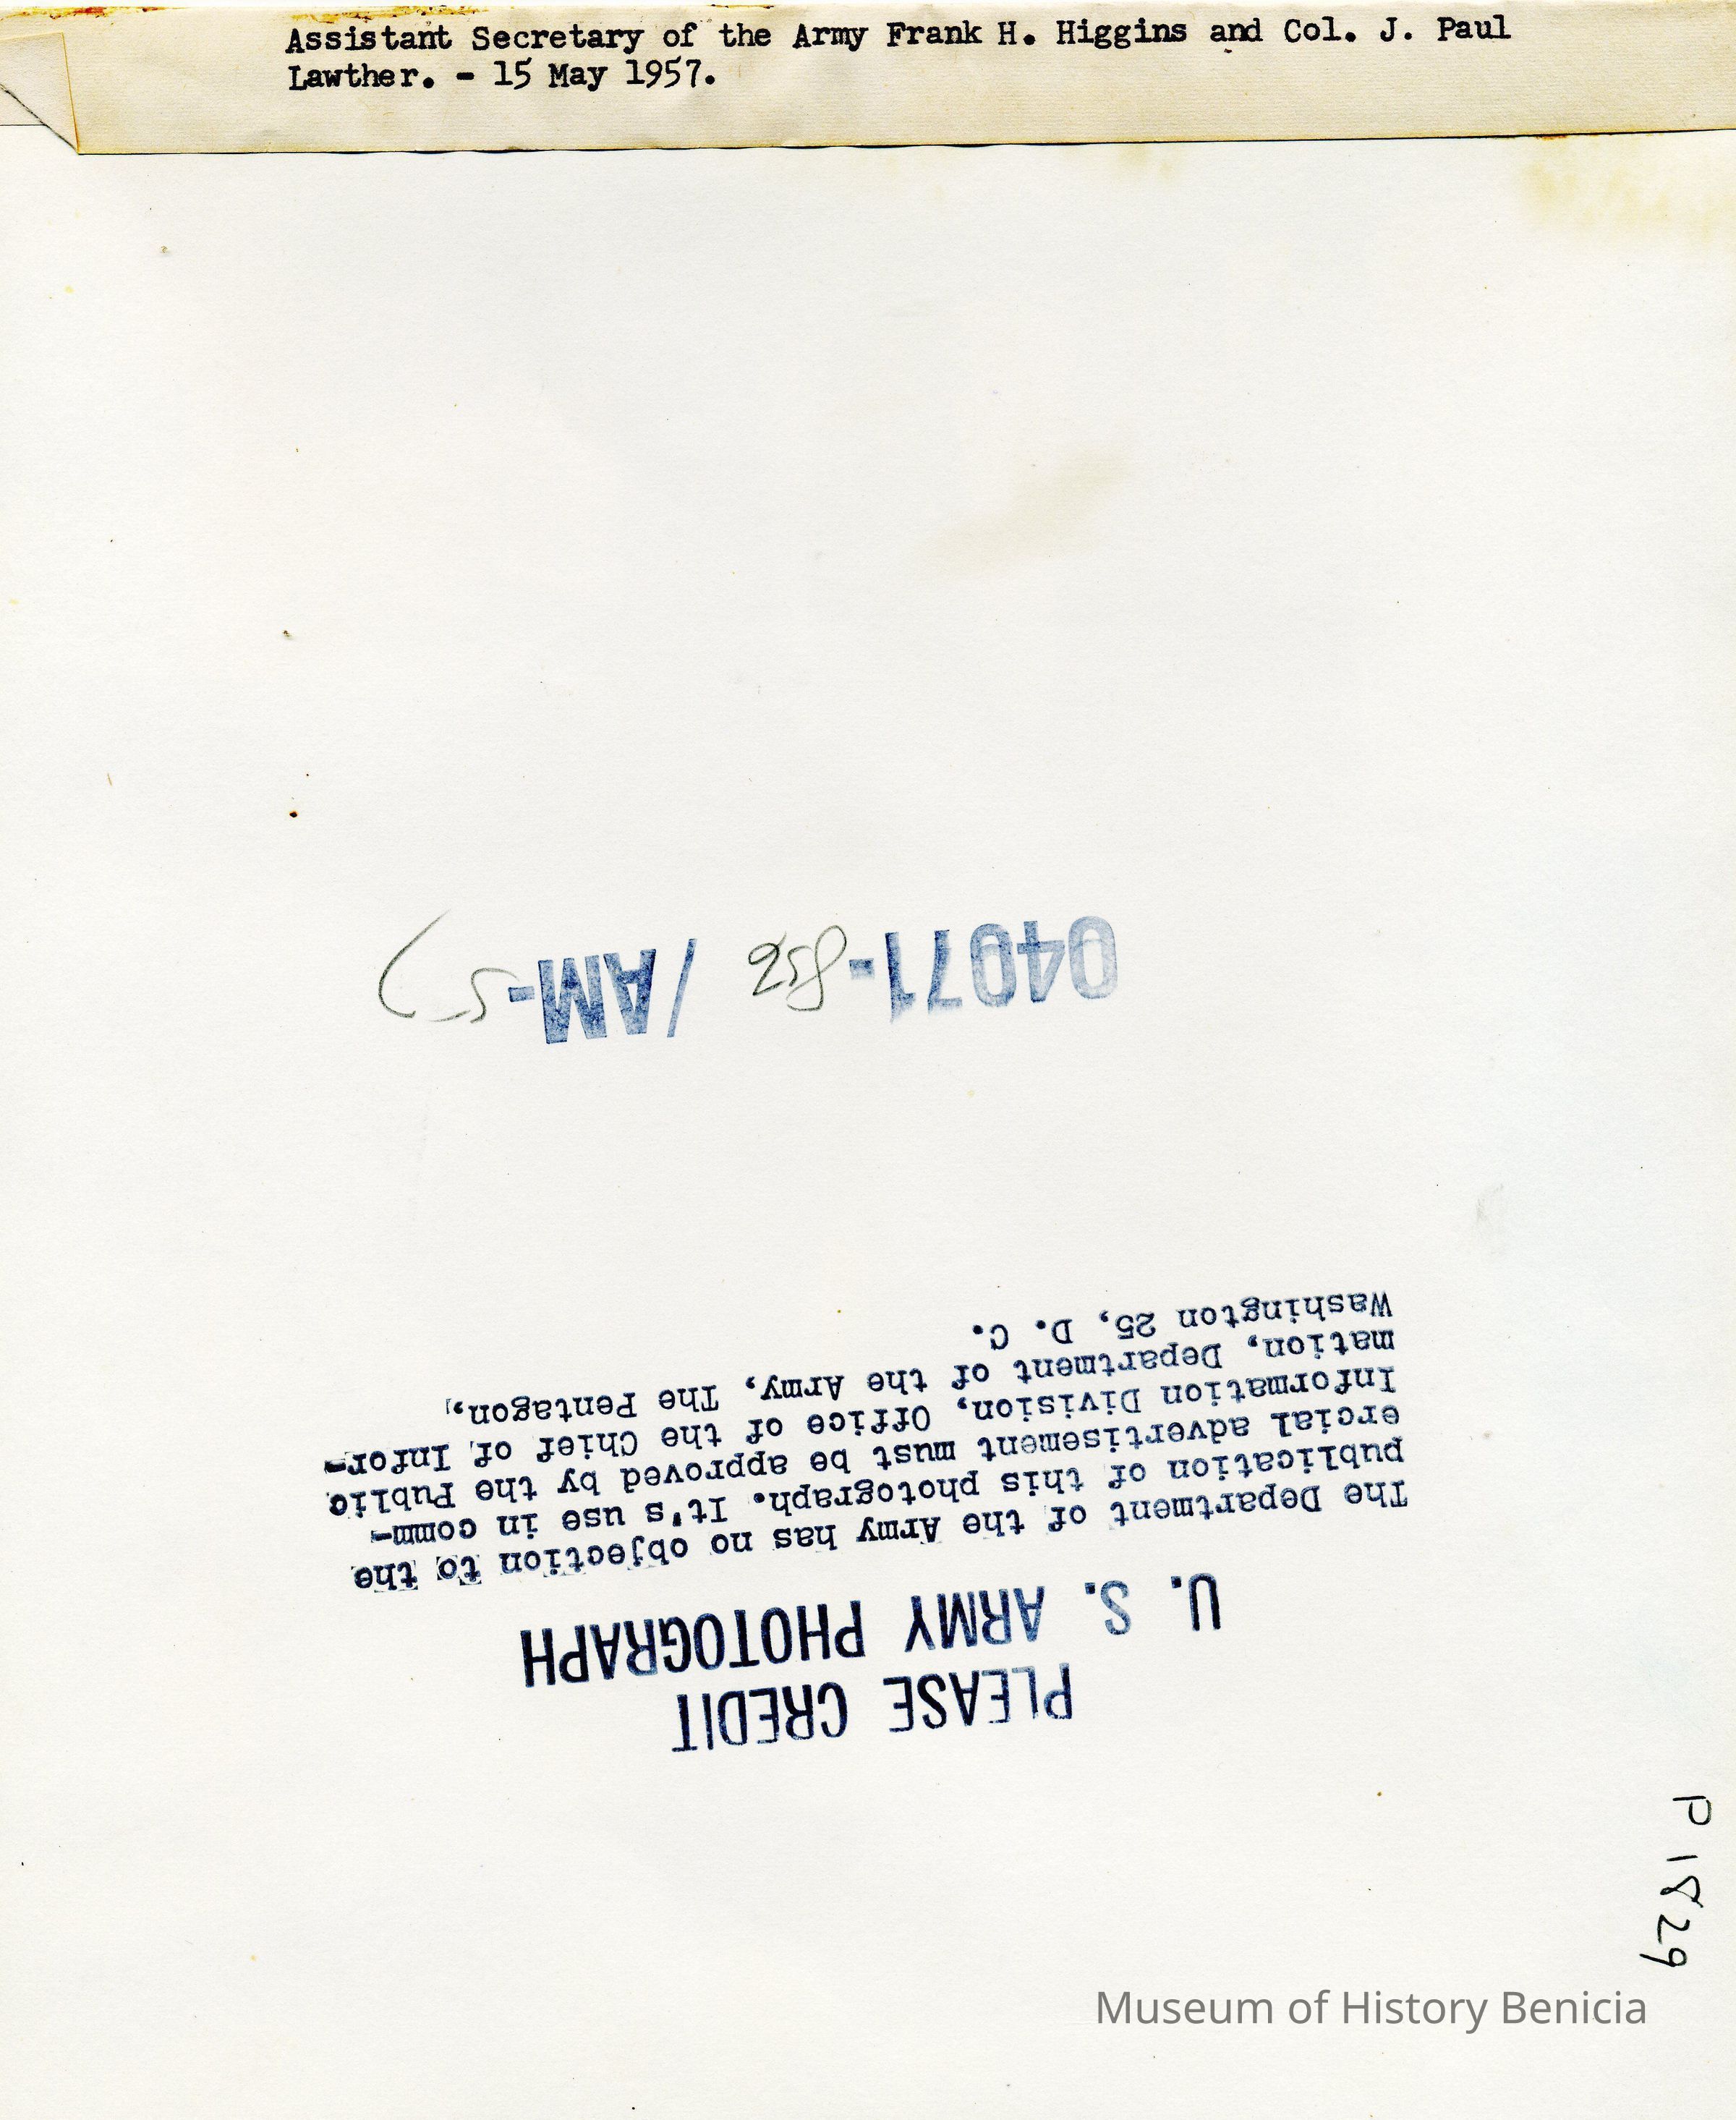 Assistant Secretary of the Army Frank H. Higgins and Col. J. Paul
Lawther. - 15 May 1957.
04071-858 /AM-57
PLEASE CREDIT
U. S. ARMY PHOTOGRAPH
The Department of the Army has no objection to the
publication of this photograph. It's use in comm-
ercial advertisement must be approved by the Public
Information Division, Office of the Chief of Infor-
mation, Department of the Army, The Pentagon,
Washington 25, D. C.
P1829
Museum of History Benicia